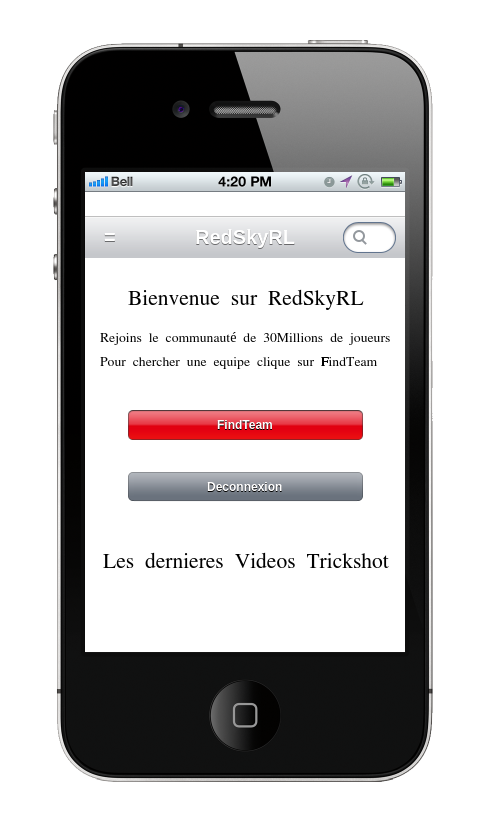 Bell 4:20 PM
= RedSkyRL
Bienvenue sur RedSkyRL
Rejoins le communauté de 30Millions de joueurs
Pour chercher une equipe clique sur FindTeam
FindTeam
Deconnexion
Les dernieres Videos Trickshot